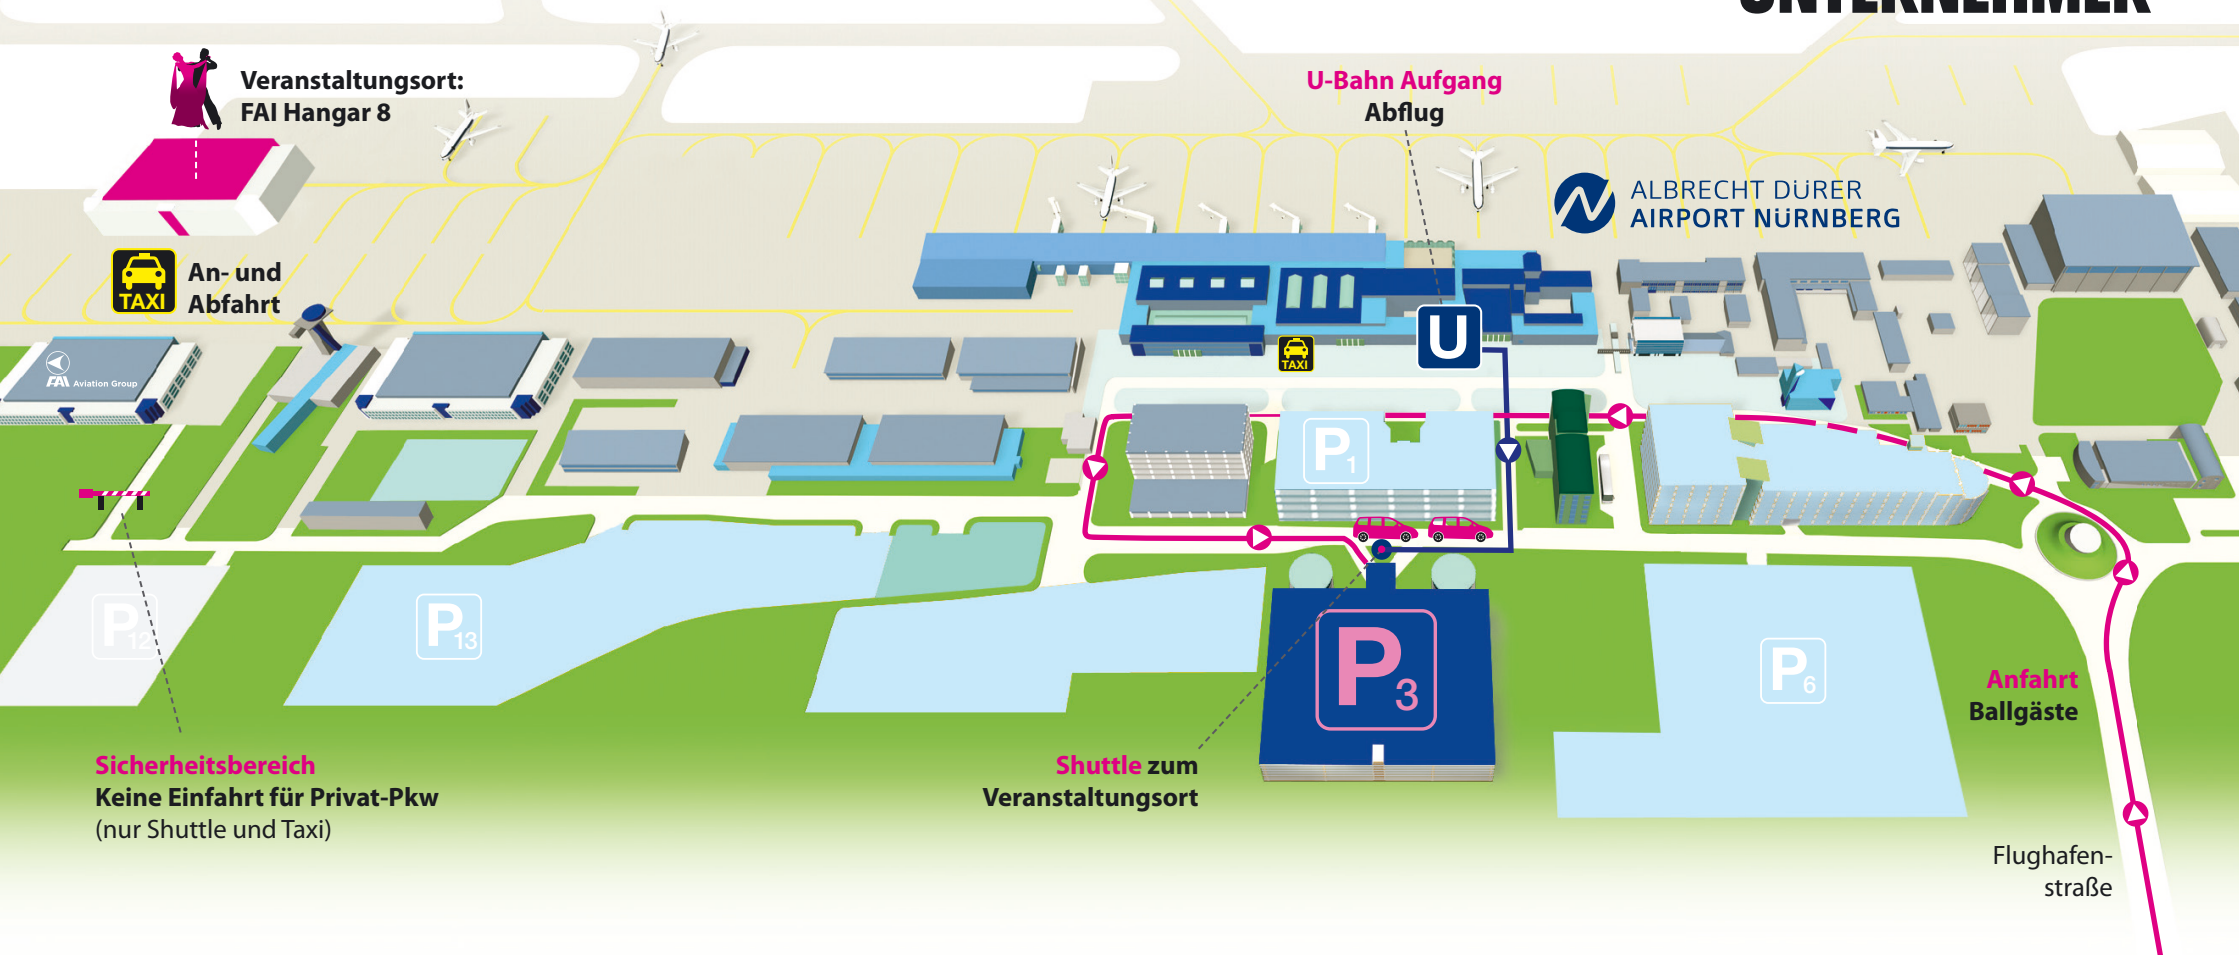 UNTERNEHMER
Veranstaltungsort:
FAI Hangar 8
U-Bahn Aufgang
Abflug
ALBRECHT DÜRER
AIRPORT NÜRNBERG
An- und
Abfahrt
TAXI
U
TAXI
FAI Aviation Group
P1
P12
P13
P3
P6
Anfahrt
Ballgäste
Sicherheitsbereich
Keine Einfahrt für Privat-Pkw
(nur Shuttle und Taxi)
Shuttle zum
Veranstaltungsort
Flughafen-
straße